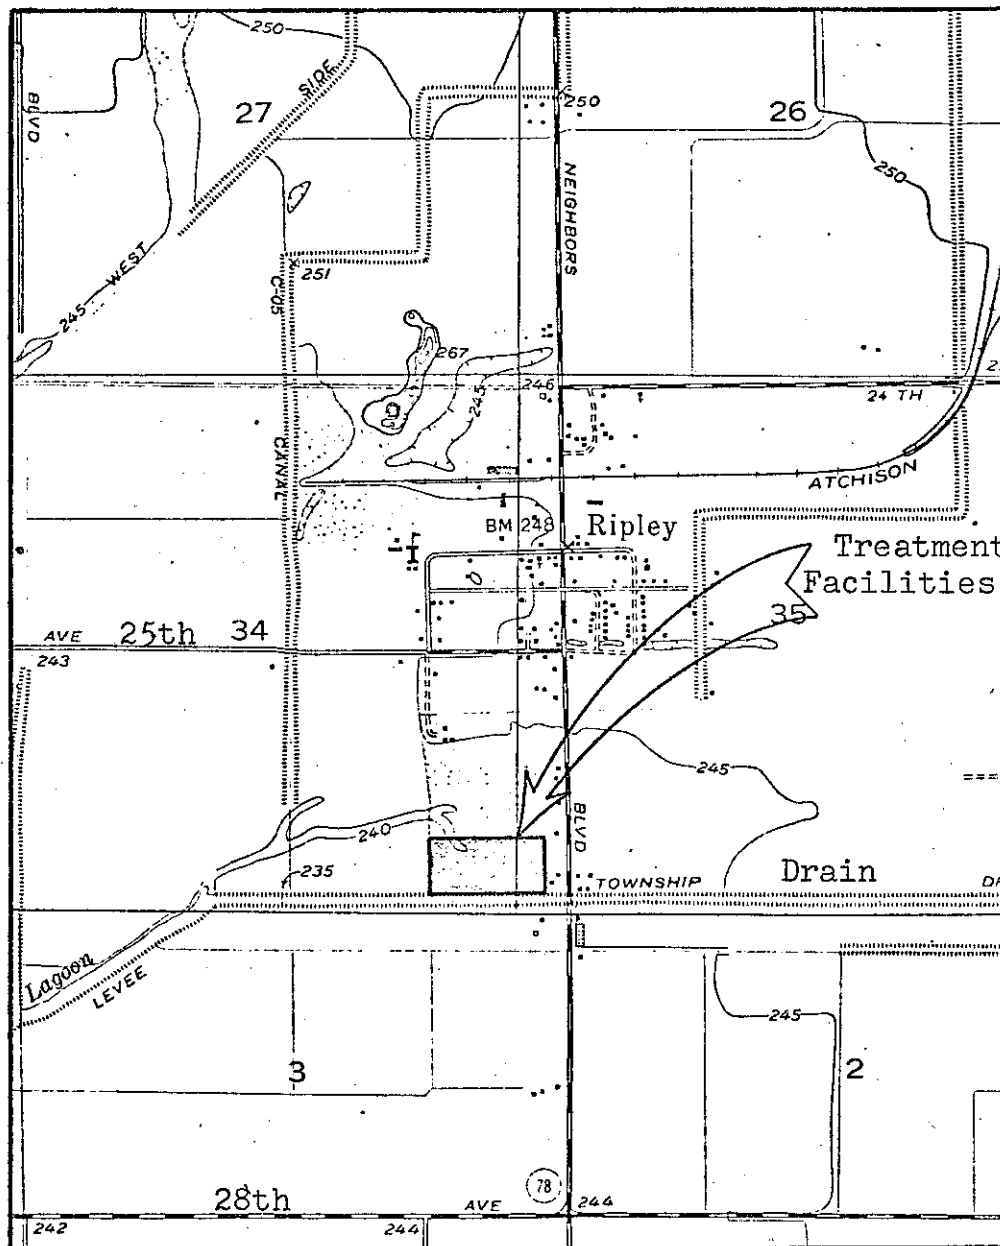 250
SIDE
BLVD
27
250
26
NEIGHBORS
250
WEST
245
251
C-05
267
246
245
24 TH
CANAL
ATCHISON
BM 248
Ripley
Treatment
Facilities
35
AVE
25th
34
243
245
BLVD
240
235
TOWNSHIP
Drain
Lagoon
LEVEE
245
3
2
28th
AVE
78
244
242
244